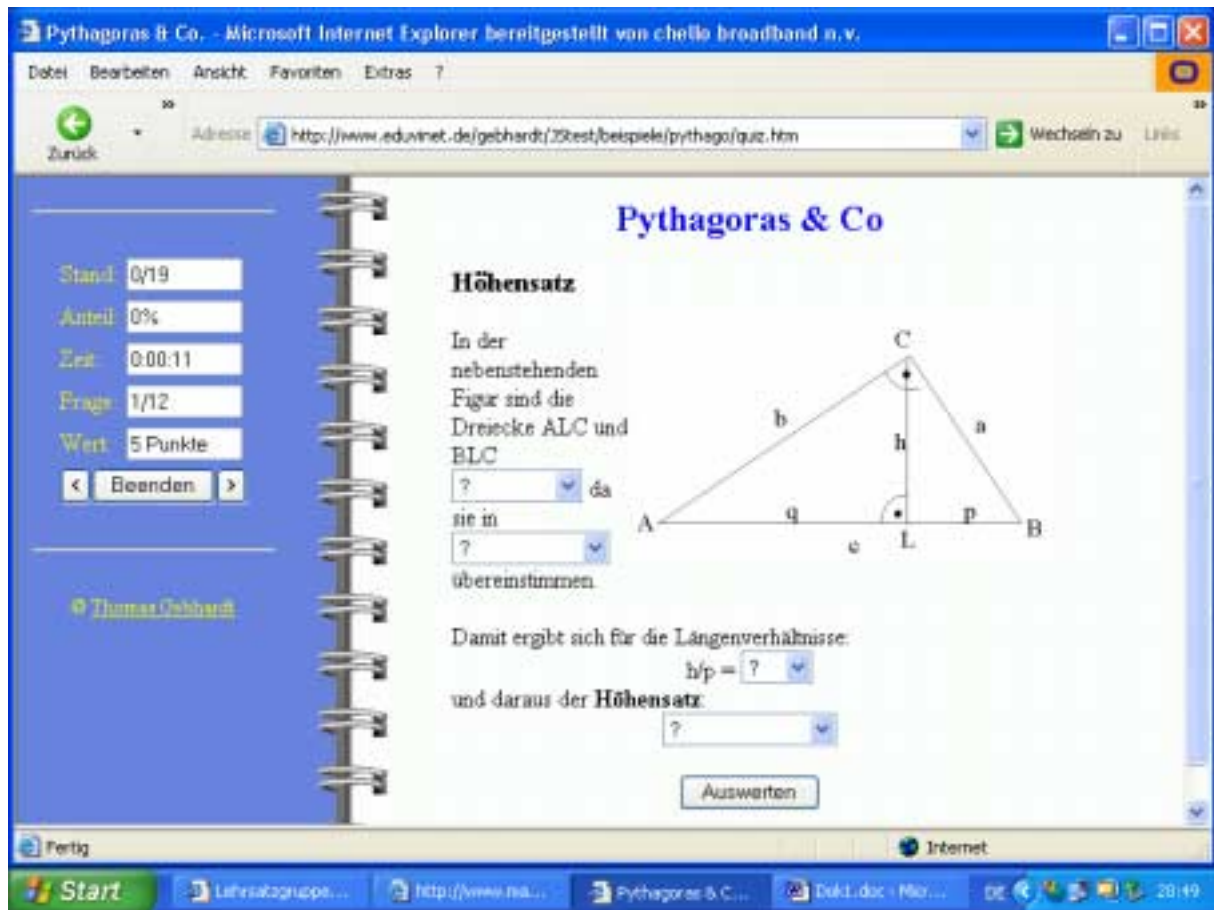 Pythagoras & Co. - Microsoft Internet Explorer bereitgestellt von chello broadband n.v.
Datei Bearbeiten Ansicht Favoriten Extras ?
Zurück
Adresse http://www.eduvinet.de/gebhardt/JStest/beispiele/pythago/quiz.htm Wechseln zu Links
Stand 0/19
Anteil 0%
Zeit 0:00:11
Frage 1/12
Wert 5 Punkte
< Beenden >
© Thomas Gebhardt
Pythagoras & Co
Höhensatz
In der
nebenstehenden
Figur sind die
Dreiecke ALC und
BLC
? da
sie in
?
übereinstimmen.
C
b
a
h
A
q
p
B
c
L
Damit ergibt sich für die Längenverhältnisse:
h/p = ?
und daraus der Höhensatz:
?
Auswerten
Fertig
Internet
Start Lehrsatzgruppe... http://www.ma... Pythagoras & C... Dokt.doc - Mic... DE 20:49